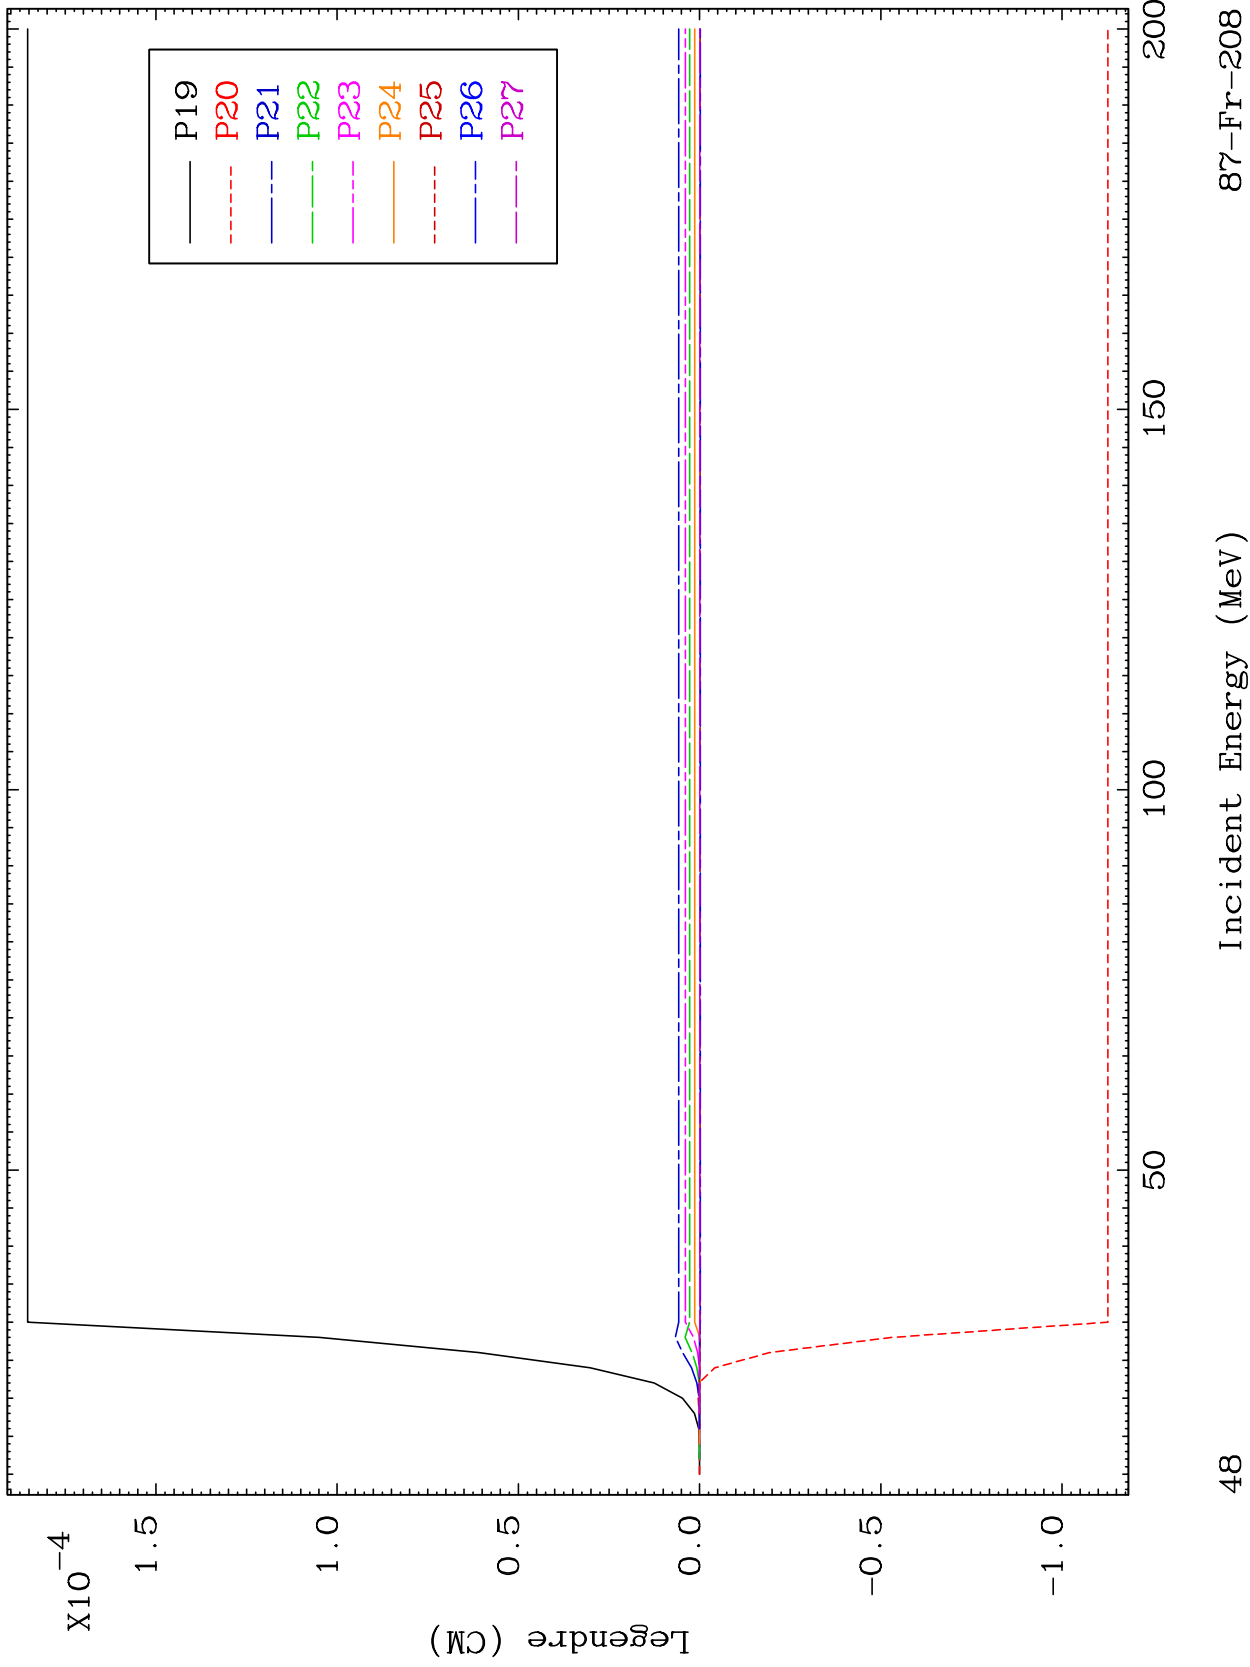 X10-4
1.5
1.0
0.5
0.0
-0.5
-1.0
Legendre (CM)
P19
P20
P21
P22
P23
P24
P25
P26
P27
50
100
150
200
48
Incident Energy (MeV)
87-Fr-208